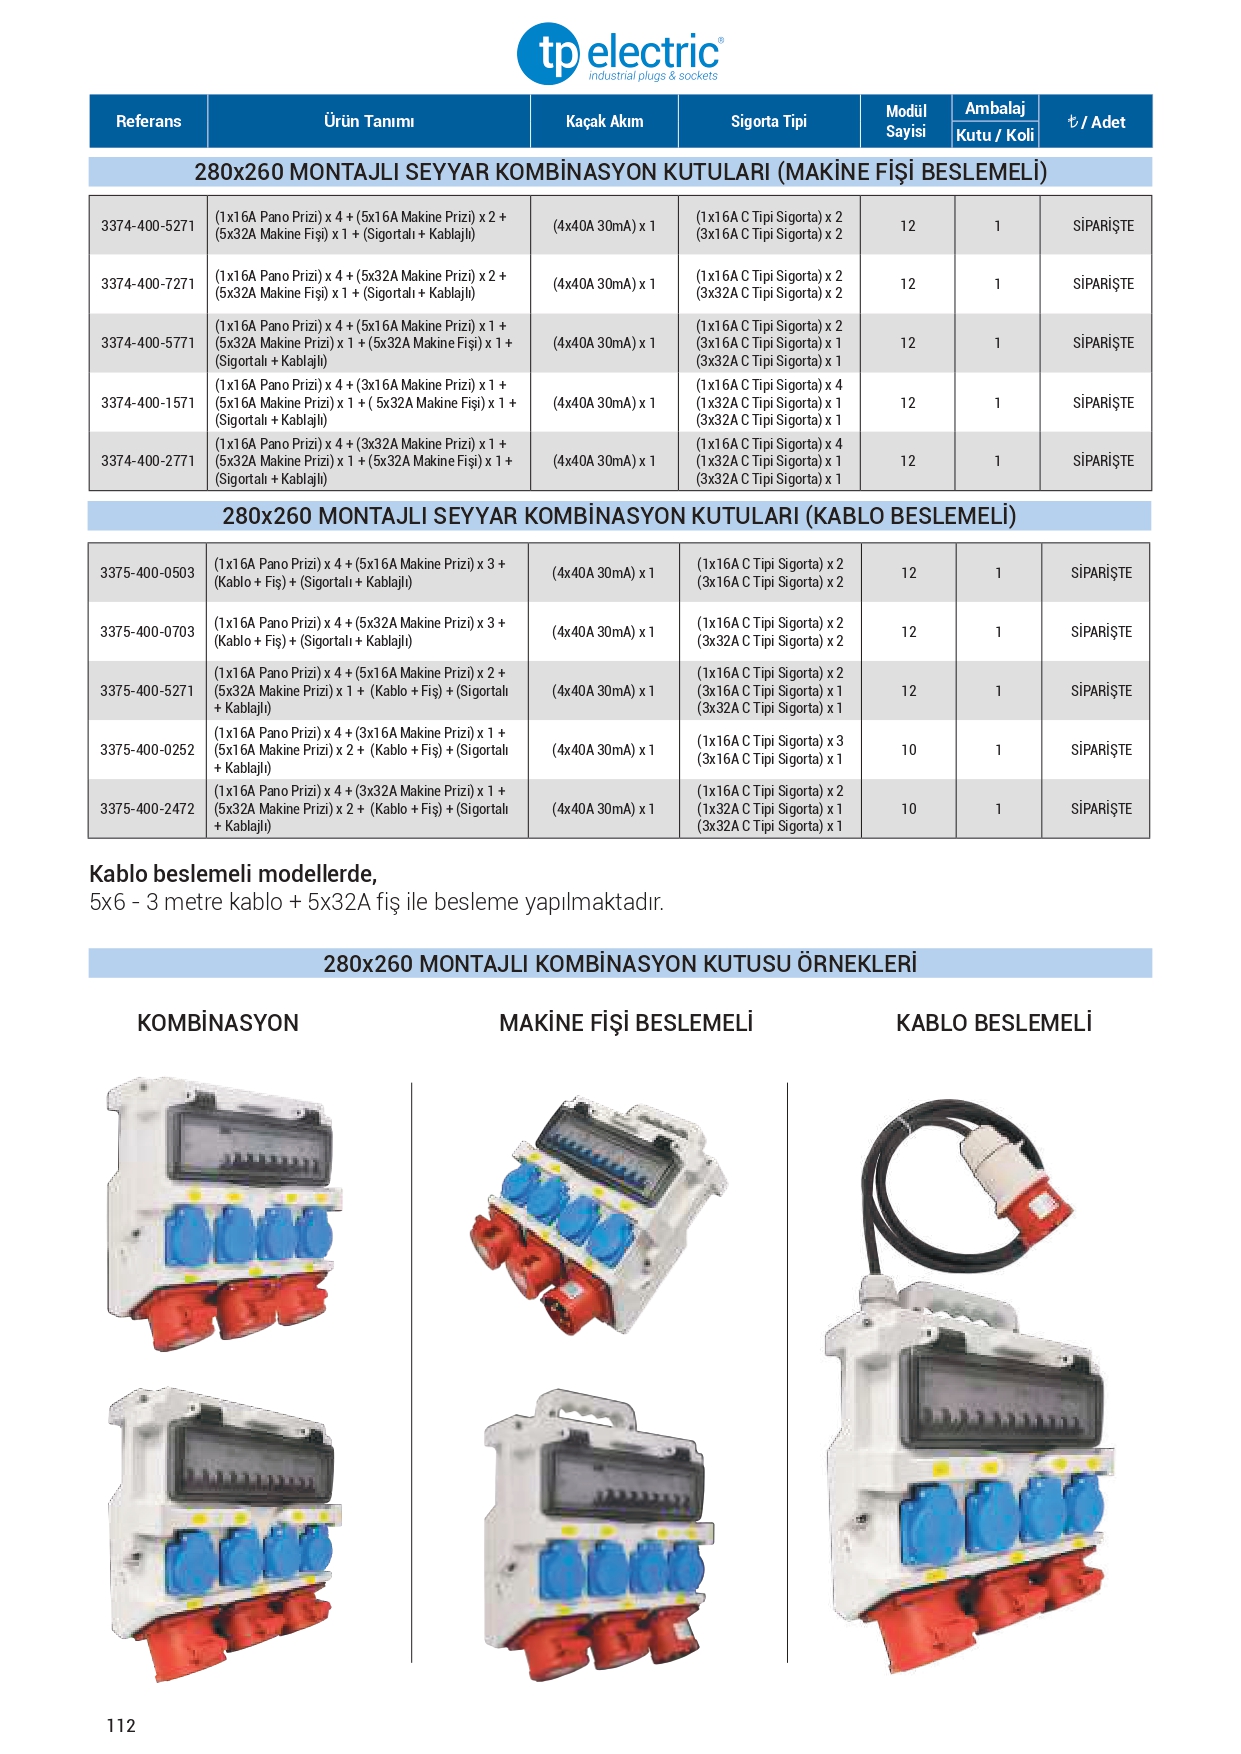 tp electric®
industrial plugs & sockets
Referans Ürün Tanımı Kaçak Akım Sigorta Tipi Modül Sayisi Ambalaj Kutu / Koli ₺ / Adet
280x260 MONTAJLI SEYYAR KOMBİNASYON KUTULARI (MAKİNE FİŞİ BESLEMELİ)
3374-400-5271 (1x16A Pano Prizi) x 4 + (5x16A Makine Prizi) x 2 +
(5x32A Makine Fişi) x 1 + (Sigortalı + Kablajlı)
(4x40A 30mA) x 1
(1x16A C Tipi Sigorta) x 2
(3x16A C Tipi Sigorta) x 2
12 1 SİPARİŞTE
3374-400-7271 (1x16A Pano Prizi) x 4 + (5x32A Makine Prizi) x 2 +
(5x32A Makine Fişi) x 1 + (Sigortalı + Kablajlı)
(4x40A 30mA) x 1
(1x16A C Tipi Sigorta) x 2
(3x32A C Tipi Sigorta) x 2
12 1 SİPARİŞTE
3374-400-5771 (1x16A Pano Prizi) x 4 + (5x16A Makine Prizi) x 1 +
(5x32A Makine Prizi) x 1 + (5x32A Makine Fişi) x 1 +
(Sigortalı + Kablajlı)
(4x40A 30mA) x 1
(1x16A C Tipi Sigorta) x 2
(3x16A C Tipi Sigorta) x 1
(3x32A C Tipi Sigorta) x 1
12 1 SİPARİŞTE
3374-400-1571 (1x16A Pano Prizi) x 4 + (3x16A Makine Prizi) x 1 +
(5x16A Makine Prizi) x 1 + ( 5x32A Makine Fişi) x 1 +
(Sigortalı + Kablajlı)
(4x40A 30mA) x 1
(1x16A C Tipi Sigorta) x 4
(1x32A C Tipi Sigorta) x 1
(3x32A C Tipi Sigorta) x 1
12 1 SİPARİŞTE
3374-400-2771 (1x16A Pano Prizi) x 4 + (3x32A Makine Prizi) x 1 +
(5x32A Makine Prizi) x 1 + (5x32A Makine Fişi) x 1 +
(Sigortalı + Kablajlı)
(4x40A 30mA) x 1
(1x16A C Tipi Sigorta) x 4
(1x32A C Tipi Sigorta) x 1
(3x32A C Tipi Sigorta) x 1
12 1 SİPARİŞTE
280x260 MONTAJLI SEYYAR KOMBİNASYON KUTULARI (KABLO BESLEMELİ)
3375-400-0503 (1x16A Pano Prizi) x 4 + (5x16A Makine Prizi) x 3 +
(Kablo + Fiş) + (Sigortalı + Kablajlı)
(4x40A 30mA) x 1
(1x16A C Tipi Sigorta) x 2
(3x16A C Tipi Sigorta) x 2
12 1 SİPARİŞTE
3375-400-0703 (1x16A Pano Prizi) x 4 + (5x32A Makine Prizi) x 3 +
(Kablo + Fiş) + (Sigortalı + Kablajlı)
(4x40A 30mA) x 1
(1x16A C Tipi Sigorta) x 2
(3x32A C Tipi Sigorta) x 2
12 1 SİPARİŞTE
3375-400-5271 (1x16A Pano Prizi) x 4 + (5x16A Makine Prizi) x 2 +
(5x32A Makine Prizi) x 1 + (Kablo + Fiş) + (Sigortalı
+ Kablajlı)
(4x40A 30mA) x 1
(1x16A C Tipi Sigorta) x 2
(3x16A C Tipi Sigorta) x 1
(3x32A C Tipi Sigorta) x 1
12 1 SİPARİŞTE
3375-400-0252 (1x16A Pano Prizi) x 4 + (3x16A Makine Prizi) x 1 +
(5x16A Makine Prizi) x 2 + (Kablo + Fiş) + (Sigortalı
+ Kablajlı)
(4x40A 30mA) x 1
(1x16A C Tipi Sigorta) x 3
(3x16A C Tipi Sigorta) x 1
10 1 SİPARİŞTE
3375-400-2472 (1x16A Pano Prizi) x 4 + (3x32A Makine Prizi) x 1 +
(5x32A Makine Prizi) x 2 + (Kablo + Fiş) + (Sigortalı
+ Kablajlı)
(4x40A 30mA) x 1
(1x16A C Tipi Sigorta) x 2
(1x32A C Tipi Sigorta) x 1
(3x32A C Tipi Sigorta) x 1
10 1 SİPARİŞTE
Kablo beslemeli modellerde,
5x6 - 3 metre kablo + 5x32A fiş ile besleme yapılmaktadır.
280x260 MONTAJLI KOMBİNASYON KUTUSU ÖRNEKLERİ
KOMBİNASYON MAKİNE FİŞİ BESLEMELİ KABLO BESLEMELİ
112